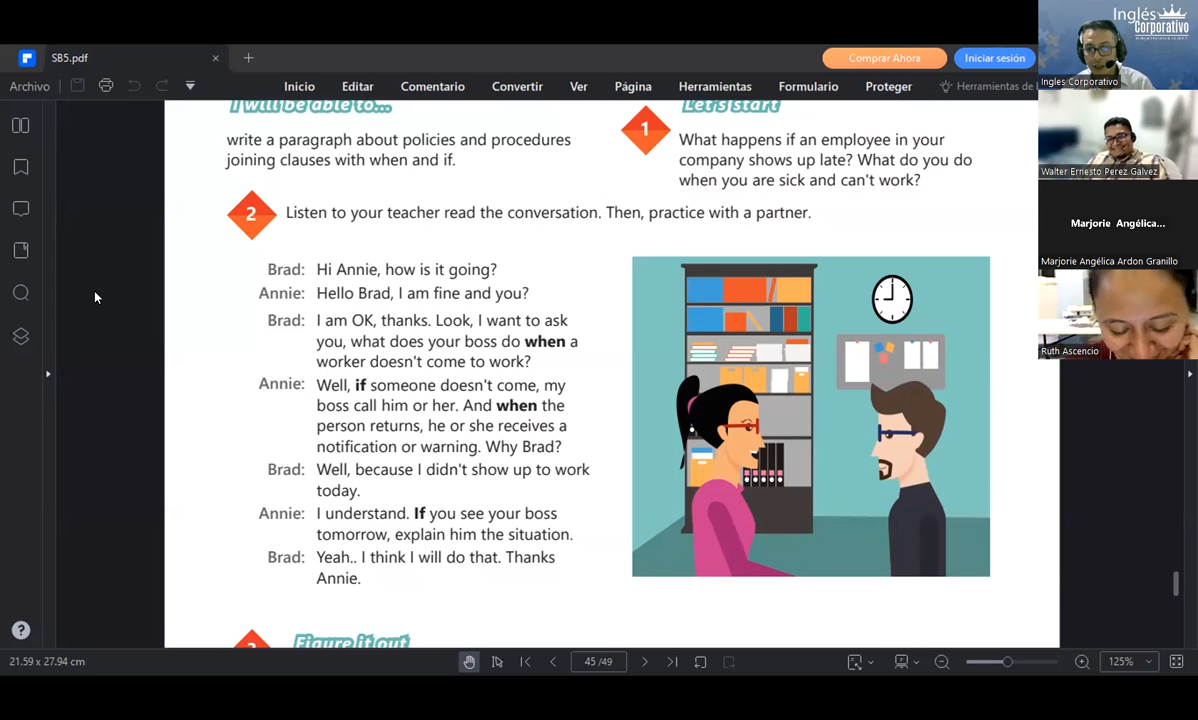 SB5.pdf
Comprar Ahora
Iniciar sesión
Archivo
Inicio
Editar
Comentario
Convertir
Ver
Página
Herramientas
Formulario
Proteger
Herramientas de
I will be able to...
write a paragraph about policies and procedures
joining clauses with when and if.
1
Let's start
What happens if an employee in your
company shows up late? What do you do
when you are sick and can't work?
2
Listen to your teacher read the conversation. Then, practice with a partner.
Brad: Hi Annie, how is it going?
Annie: Hello Brad, I am fine and you?
Brad: I am OK, thanks. Look, I want to ask
you, what does your boss do when a
worker doesn't come to work?
Annie: Well, if someone doesn't come, my
boss call him or her. And when the
person returns, he or she receives a
notification or warning. Why Brad?
Brad: Well, because I didn't show up to work
today.
Annie: I understand. If you see your boss
tomorrow, explain him the situation.
Brad: Yeah.. I think I will do that. Thanks
Annie.
Figure it out
21.59 x 27.94 cm
45/49
125%
Inglés
Corporativo
Ingles Corporativo
Walter Ernesto Perez Galvez
Marjorie Angélica...
Marjorie Angélica Ardon Granillo
Ruth Ascencio